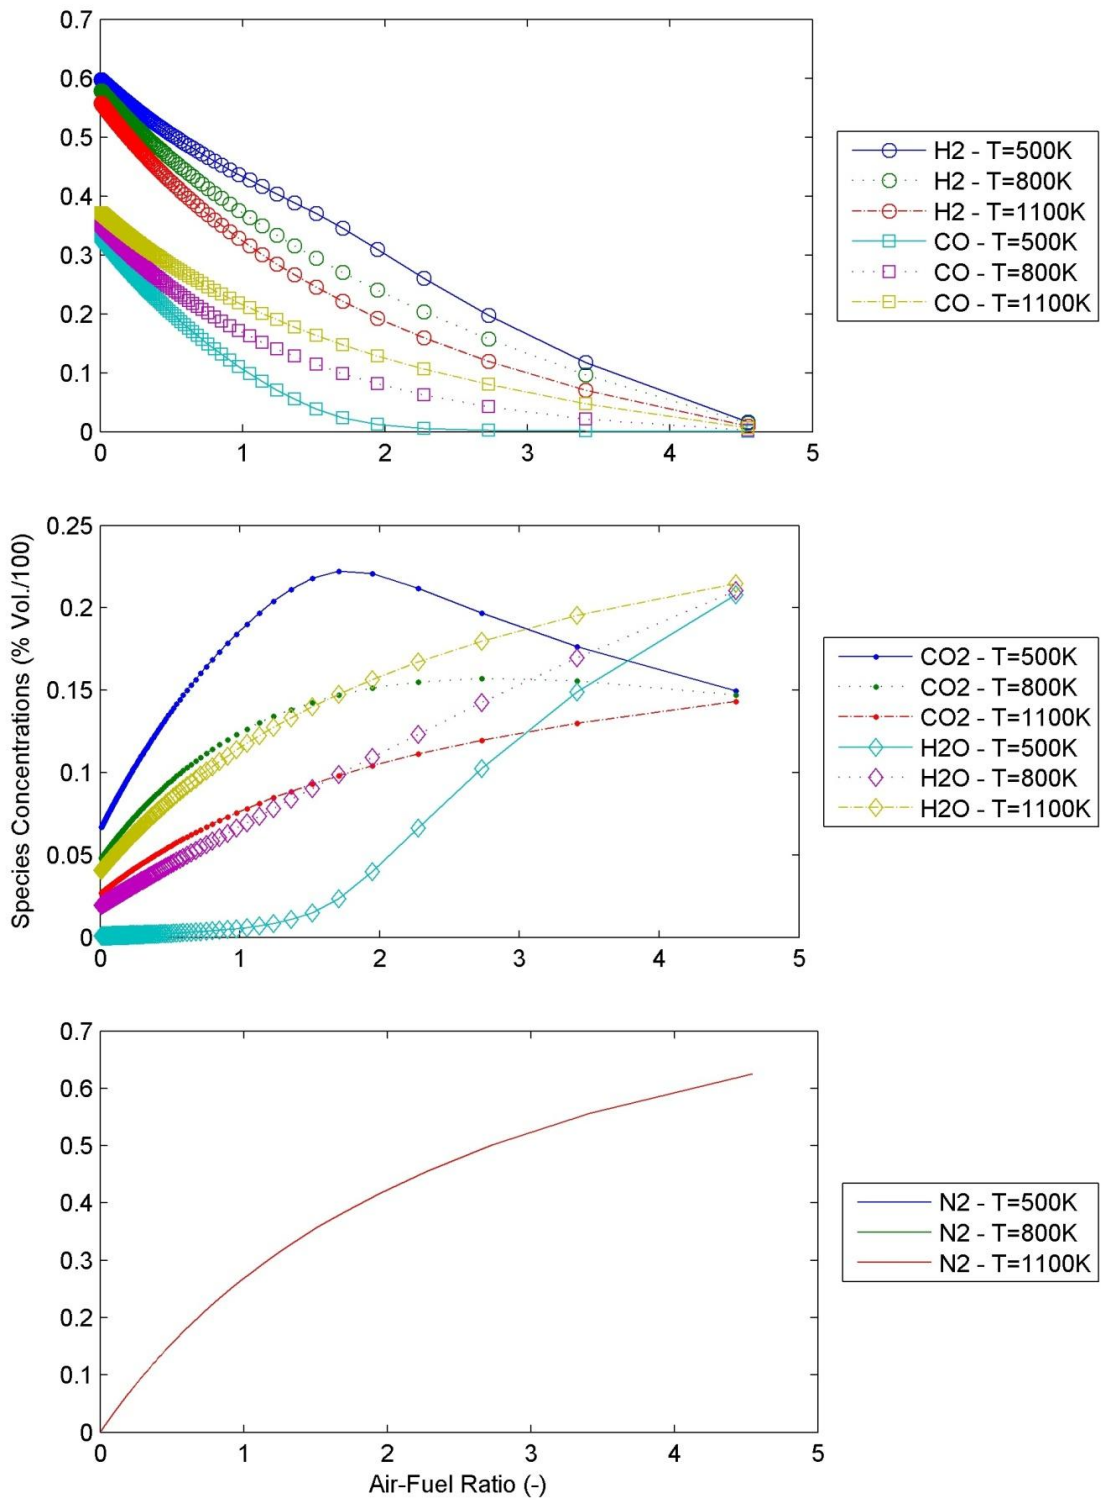 0.7
0.6
0.5
0.4
0.3
0.2
0.1
0
0 1 2 3 4 5
H2 - T=500K
H2 - T=800K
H2 - T=1100K
CO - T=500K
CO - T=800K
CO - T=1100K
Species Concentrations (% Vol./100)
0.25
0.2
0.15
0.1
0.05
0
0 1 2 3 4 5
CO2 - T=500K
CO2 - T=800K
CO2 - T=1100K
H2O - T=500K
H2O - T=800K
H2O - T=1100K
0.7
0.6
0.5
0.4
0.3
0.2
0.1
0
0 1 2 3 4 5
Air-Fuel Ratio (-)
N2 - T=500K
N2 - T=800K
N2 - T=1100K